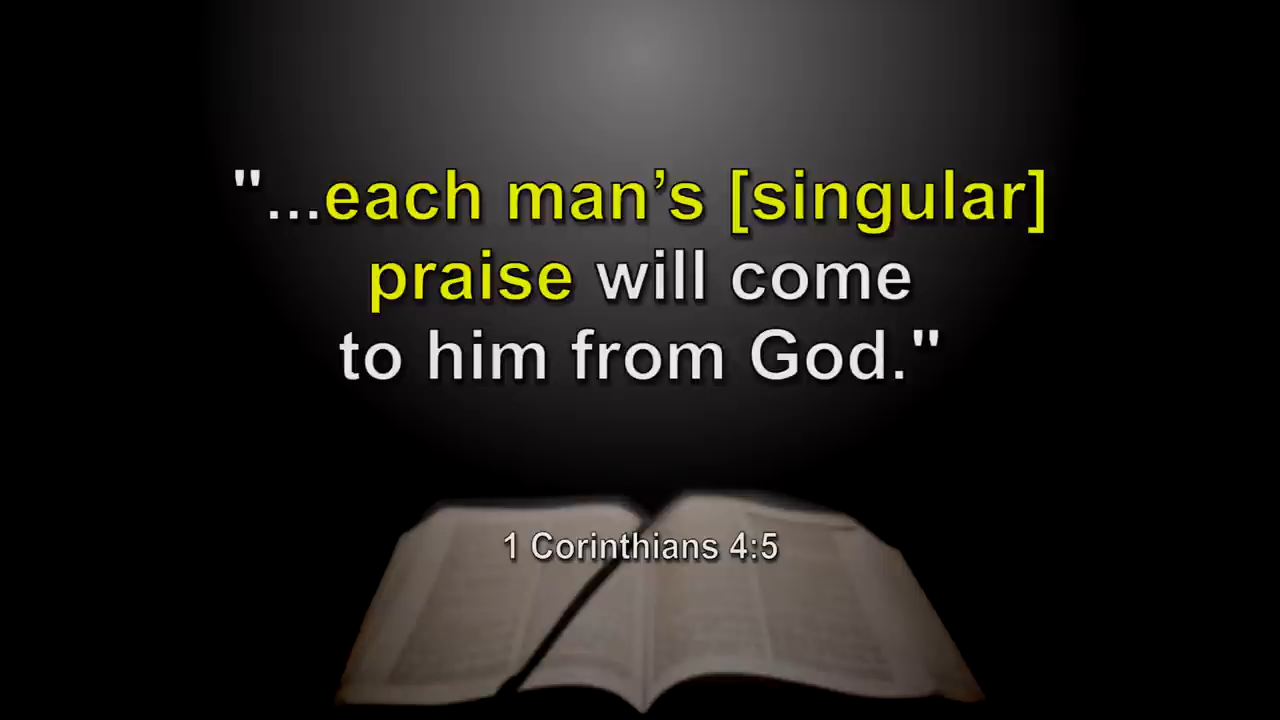 "...each man’s [singular]
praise will come
to him from God."
1 Corinthians 4:5